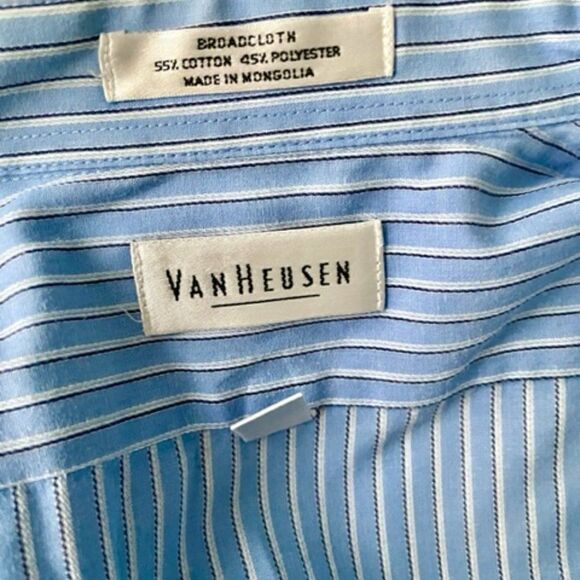 BROADCLOTH
55% COTTON 45% POLYESTER
MADE IN MONGOLIA
VANHEUSEN